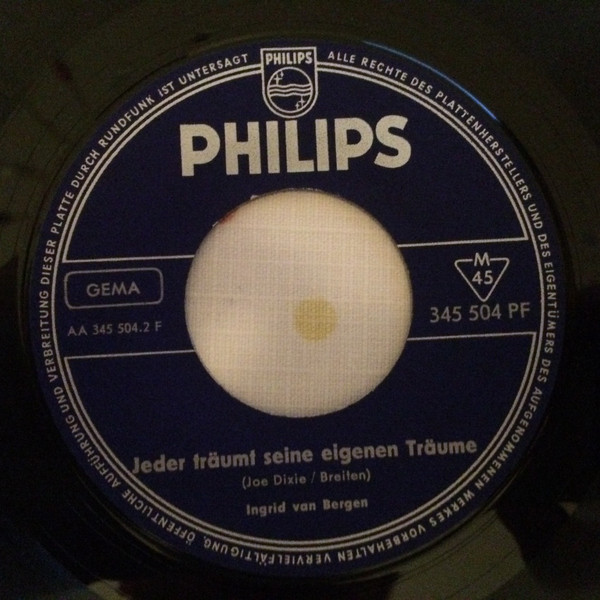 ALLE RECHTE DES PLATTENHERSTELLERS UND DES EIGENTÜMERS DES AUFGENOMMENEN WERKES VORBEHALTEN VERVIELFÄLTIGUNG, ÖFFENTLICHE AUFFÜHRUNG UND VERBREITUNG DIESER PLATTE DURCH RUNDFUNK IST UNTERSAGT
PHILIPS
PHILIPS
GEMA
AA 345 504.2 F
M
45
345 504 PF
Jeder träumt seine eigenen Träume
(Joe Dixie / Breiten)
Ingrid van Bergen